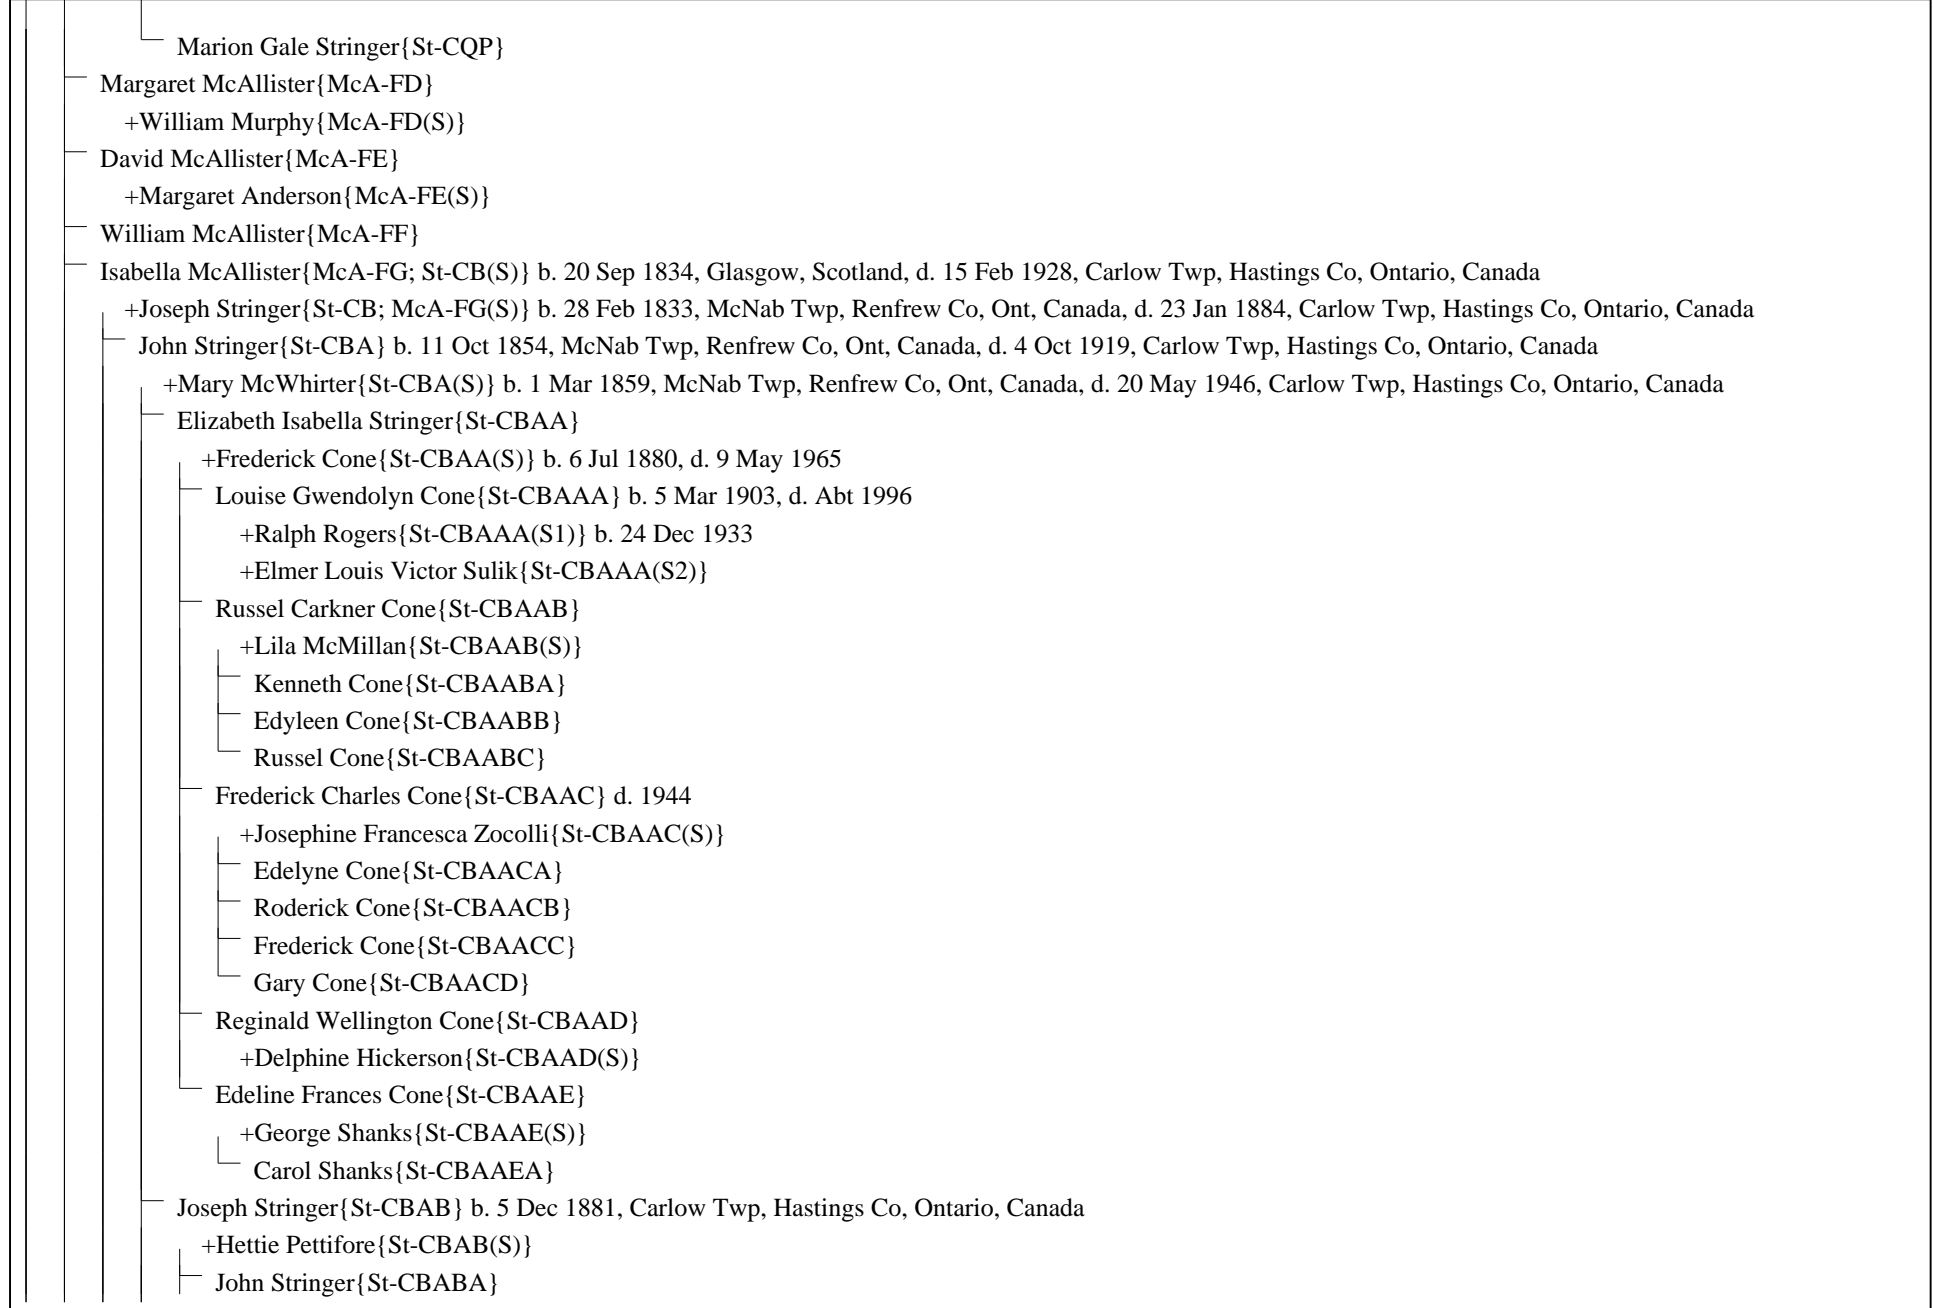 Marion Gale Stringer{St-CQP}
Margaret McAllister{McA-FD}
+William Murphy{McA-FD(S)}
David McAllister{McA-FE}
+Margaret Anderson{McA-FE(S)}
William McAllister{McA-FF}
Isabella McAllister{McA-FG; St-CB(S)} b. 20 Sep 1834, Glasgow, Scotland, d. 15 Feb 1928, Carlow Twp, Hastings Co, Ontario, Canada
+Joseph Stringer{St-CB; McA-FG(S)} b. 28 Feb 1833, McNab Twp, Renfrew Co, Ont, Canada, d. 23 Jan 1884, Carlow Twp, Hastings Co, Ontario, Canada
John Stringer{St-CBA} b. 11 Oct 1854, McNab Twp, Renfrew Co, Ont, Canada, d. 4 Oct 1919, Carlow Twp, Hastings Co, Ontario, Canada
+Mary McWhirter{St-CBA(S)} b. 1 Mar 1859, McNab Twp, Renfrew Co, Ont, Canada, d. 20 May 1946, Carlow Twp, Hastings Co, Ontario, Canada
Elizabeth Isabella Stringer{St-CBAA}
+Frederick Cone{St-CBAA(S)} b. 6 Jul 1880, d. 9 May 1965
Louise Gwendolyn Cone{St-CBAAA} b. 5 Mar 1903, d. Abt 1996
+Ralph Rogers{St-CBAAA(S1)} b. 24 Dec 1933
+Elmer Louis Victor Sulik{St-CBAAA(S2)}
Russel Carkner Cone{St-CBAAB}
+Lila McMillan{St-CBAAB(S)}
Kenneth Cone{St-CBAABA}
Edyleen Cone{St-CBAABB}
Russel Cone{St-CBAABC}
Frederick Charles Cone{St-CBAAC} d. 1944
+Josephine Francesca Zocolli{St-CBAAC(S)}
Edelyne Cone{St-CBAACA}
Roderick Cone{St-CBAACB}
Frederick Cone{St-CBAACC}
Gary Cone{St-CBAACD}
Reginald Wellington Cone{St-CBAAD}
+Delphine Hickerson{St-CBAAD(S)}
Edeline Frances Cone{St-CBAAE}
+George Shanks{St-CBAAE(S)}
Carol Shanks{St-CBAAEA}
Joseph Stringer{St-CBAB} b. 5 Dec 1881, Carlow Twp, Hastings Co, Ontario, Canada
+Hettie Pettifore{St-CBAB(S)}
John Stringer{St-CBABA}